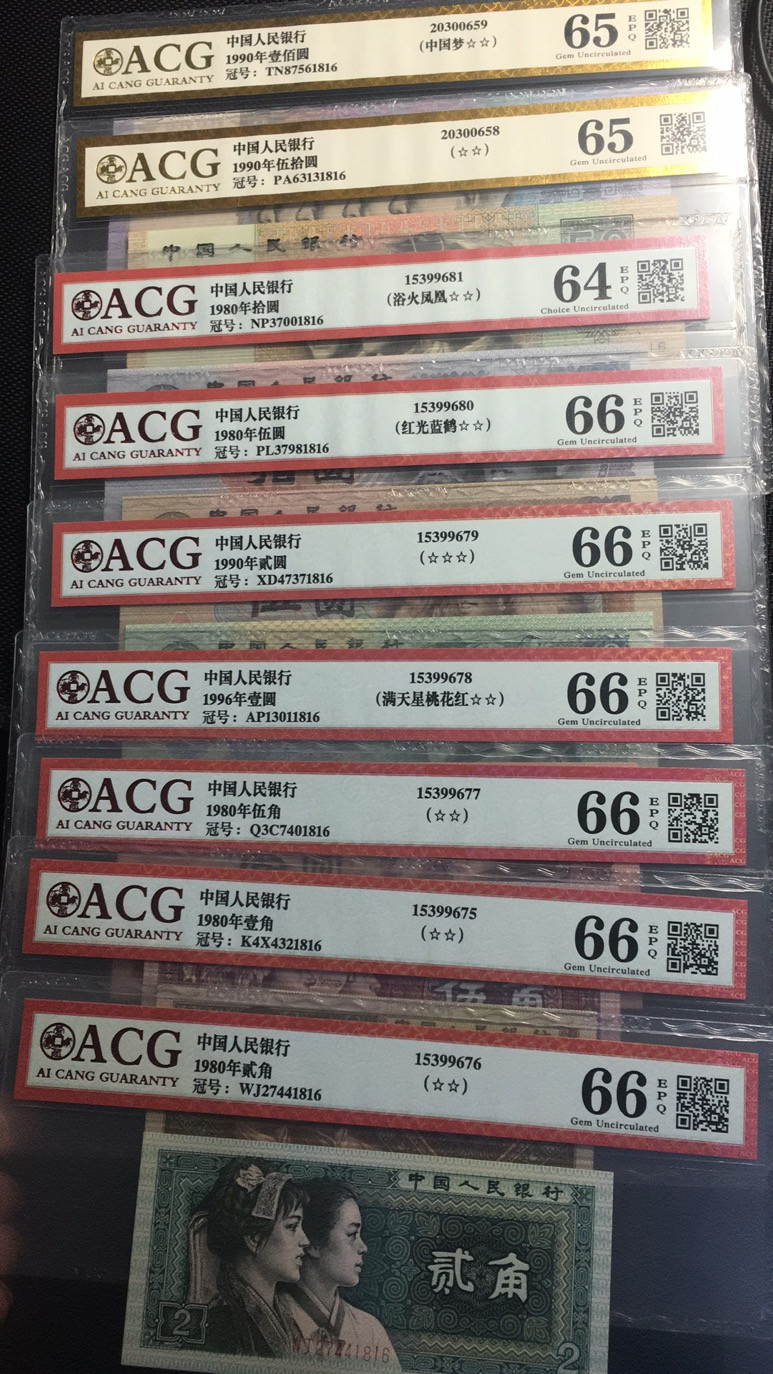 ACG
AI CANG GUARANTY
中国人民银行
1990年壹佰圆
冠号：TN87561816
20300659
(中国梦☆☆)
65
EPQ
Gem Uncirculated
ACG
AI CANG GUARANTY
中国人民银行
1990年伍拾圆
冠号：PA63131816
20300658
(☆☆)
65
Gem Uncirculated
中国人民银行
ACG
AI CANG GUARANTY
中国人民银行
1980年拾圆
冠号：NP37001816
15399681
(浴火凤凰☆☆)
64
EPQ
Choice Uncirculated
ACG
AI CANG GUARANTY
中国人民银行
1980年伍圆
冠号：PL37981816
15399680
(红光蓝鹤☆☆)
66
EPQ
Gem Uncirculated
ACG
AI CANG GUARANTY
中国人民银行
1990年贰圆
冠号：XD47371816
15399679
(☆☆☆)
66
EPQ
Gem Uncirculated
ACG
AI CANG GUARANTY
中国人民银行
1996年壹圆
冠号：AP13011816
15399678
(满天星桃花红☆☆)
66
EPQ
Gem Uncirculated
ACG
AI CANG GUARANTY
中国人民银行
1980年伍角
冠号：Q3C7401816
15399677
(☆☆)
66
EPQ
Gem Uncirculated
ACG
AI CANG GUARANTY
中国人民银行
1980年壹角
冠号：K4X4321816
15399675
(☆☆)
66
EPQ
Gem Uncirculated
伍角
ACG
AI CANG GUARANTY
中国人民银行
1980年贰角
冠号：WJ27441816
15399676
(☆☆)
66
EPQ
Gem Uncirculated
中国人民银行
贰角
2
WJ27441816
2